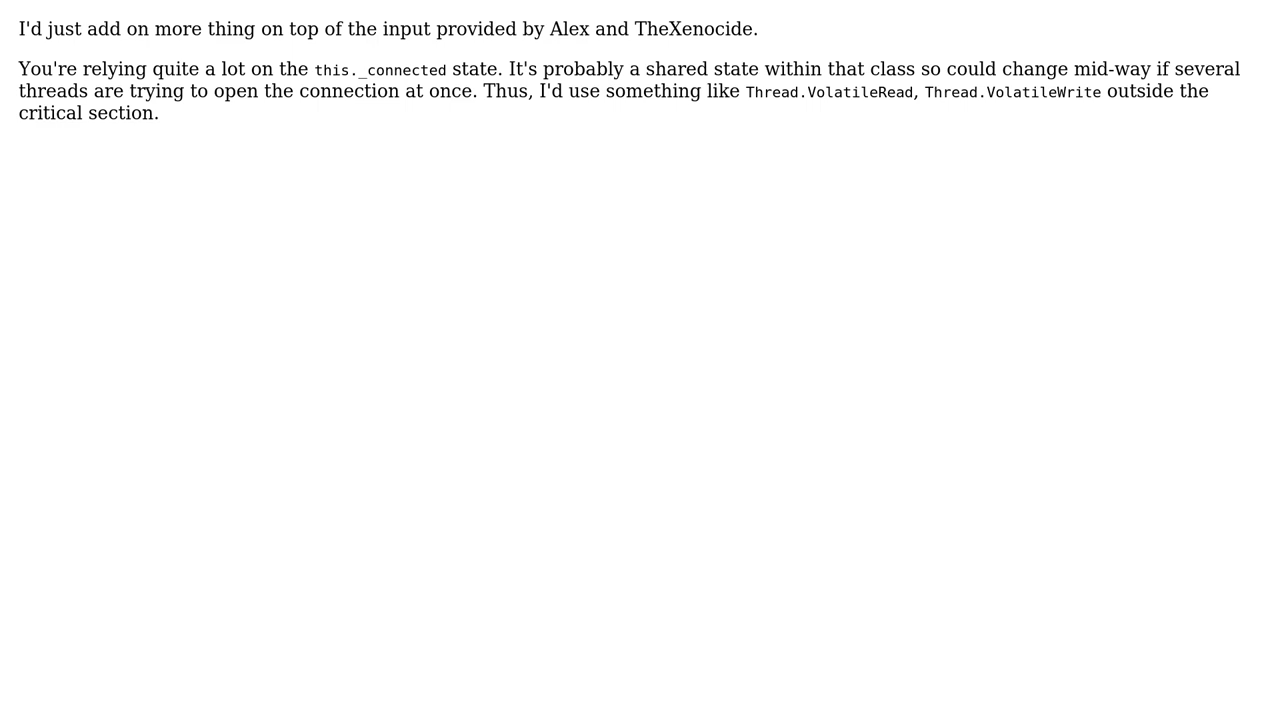 I'd just add on more thing on top of the input provided by Alex and TheXenocide.
You're relying quite a lot on the this._connected state. It's probably a shared state within that class so could change mid-way if several
threads are trying to open the connection at once. Thus, I'd use something like Thread.VolatileRead, Thread.VolatileWrite outside the
critical section.